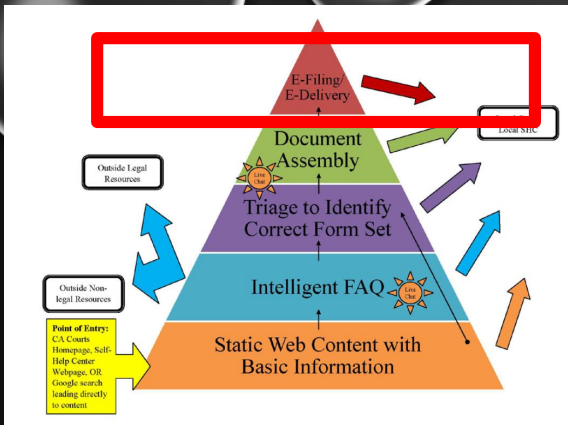 E-Filing/
E-Delivery
Document
Assembly
Local SHC
Outside Legal
Resources
Live
Chat
Triage to Identify
Correct Form Set
Outside Non-
legal Resources
Intelligent FAQ
Live
Chat
Point of Entry:
CA Courts
Homepage, Self-
Help Center
Webpage, OR
Google search
leading directly
to content
Static Web Content with
Basic Information